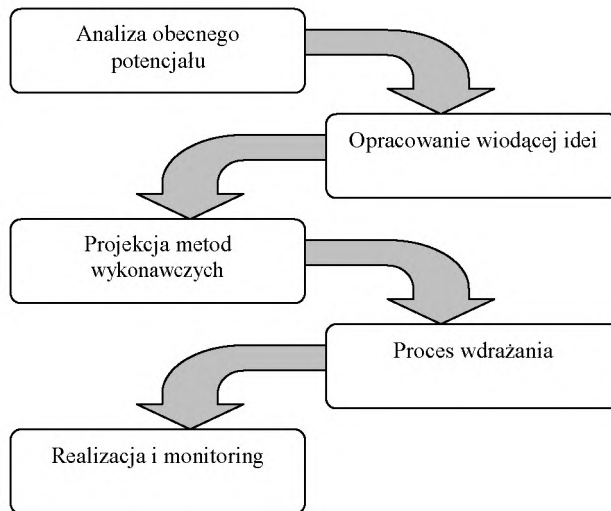 Analiza obecnego
potencjału
Opracowanie wiodącej idei
Projekcja metod
wykonawczych
Proces wdrażania
Realizacja i monitoring